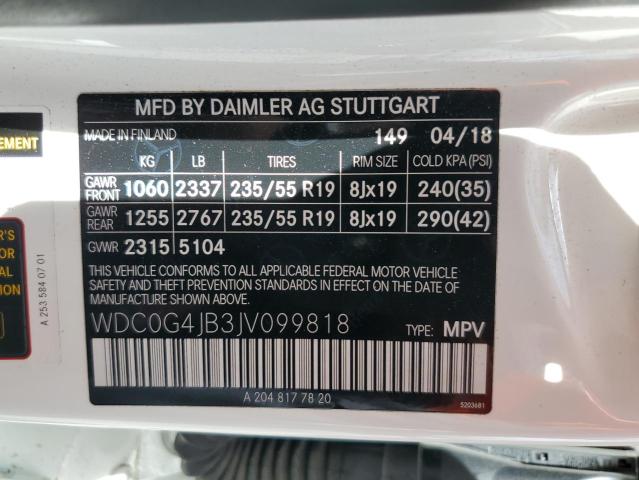 MFD BY DAIMLER AG STUTTGART
MADE IN FINLAND 149 04/18
KG LB TIRES RIM SIZE COLD KPA (PSI)
GAWR FRONT 1060 2337 235/55 R19 8Jx19 240(35)
GAWR REAR 1255 2767 235/55 R19 8Jx19 290(42)
GVWR 2315 5104
THIS VEHICLE CONFORMS TO ALL APPLICABLE FEDERAL MOTOR VEHICLE
SAFETY AND THEFT PREVENTION STANDARDS IN EFFECT ON THE
DATE OF MANUFACTURE SHOWN ABOVE.
WDC0G4JB3JV099818 TYPE: MPV
A 204 817 78 20
5203681
A 253 584 07 01